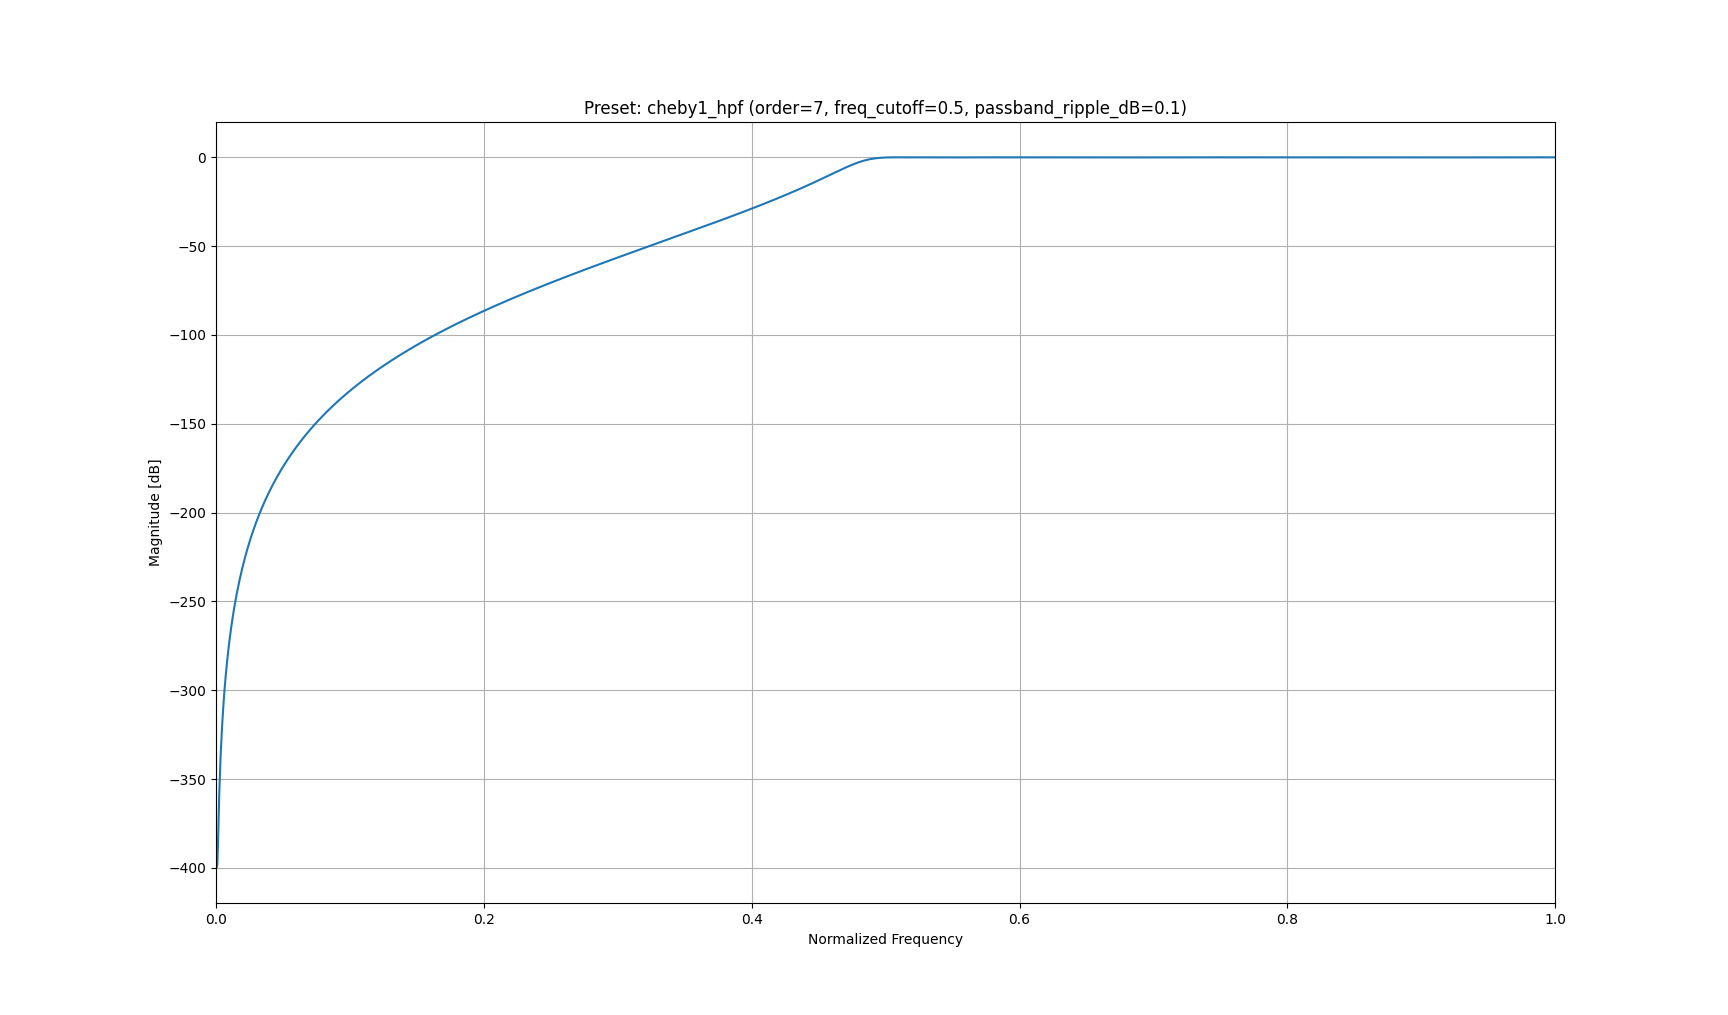 Preset: cheby1_hpf (order=7, freq_cutoff=0.5, passband_ripple_dB=0.1)
0
−50
−100
−150
−200
−250
−300
−350
−400
Magnitude [dB]
0.0 0.2 0.4 0.6 0.8 1.0
Normalized Frequency